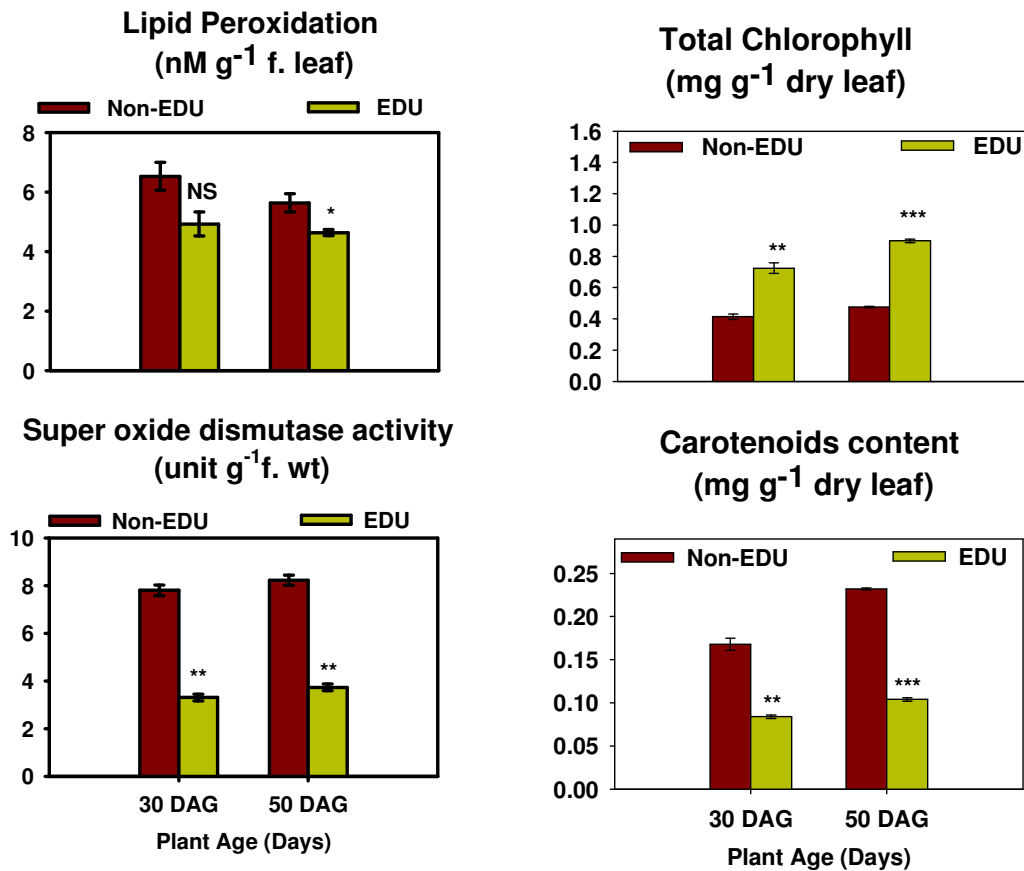 Lipid Peroxidation
(nM g-1 f. leaf)
Non-EDU EDU
8
6
4
2
0
NS
*
Total Chlorophyll
(mg g-1 dry leaf)
Non-EDU EDU
1.6
1.4
1.2
1.0
0.8
0.6
0.4
0.2
0.0
**
***
Super oxide dismutase activity
(unit g-1f. wt)
Non-EDU EDU
10
8
6
4
2
0
**
**
30 DAG 50 DAG
Plant Age (Days)
Carotenoids content
(mg g-1 dry leaf)
Non-EDU EDU
0.25
0.20
0.15
0.10
0.05
0.00
**
***
30 DAG 50 DAG
Plant Age (Days)